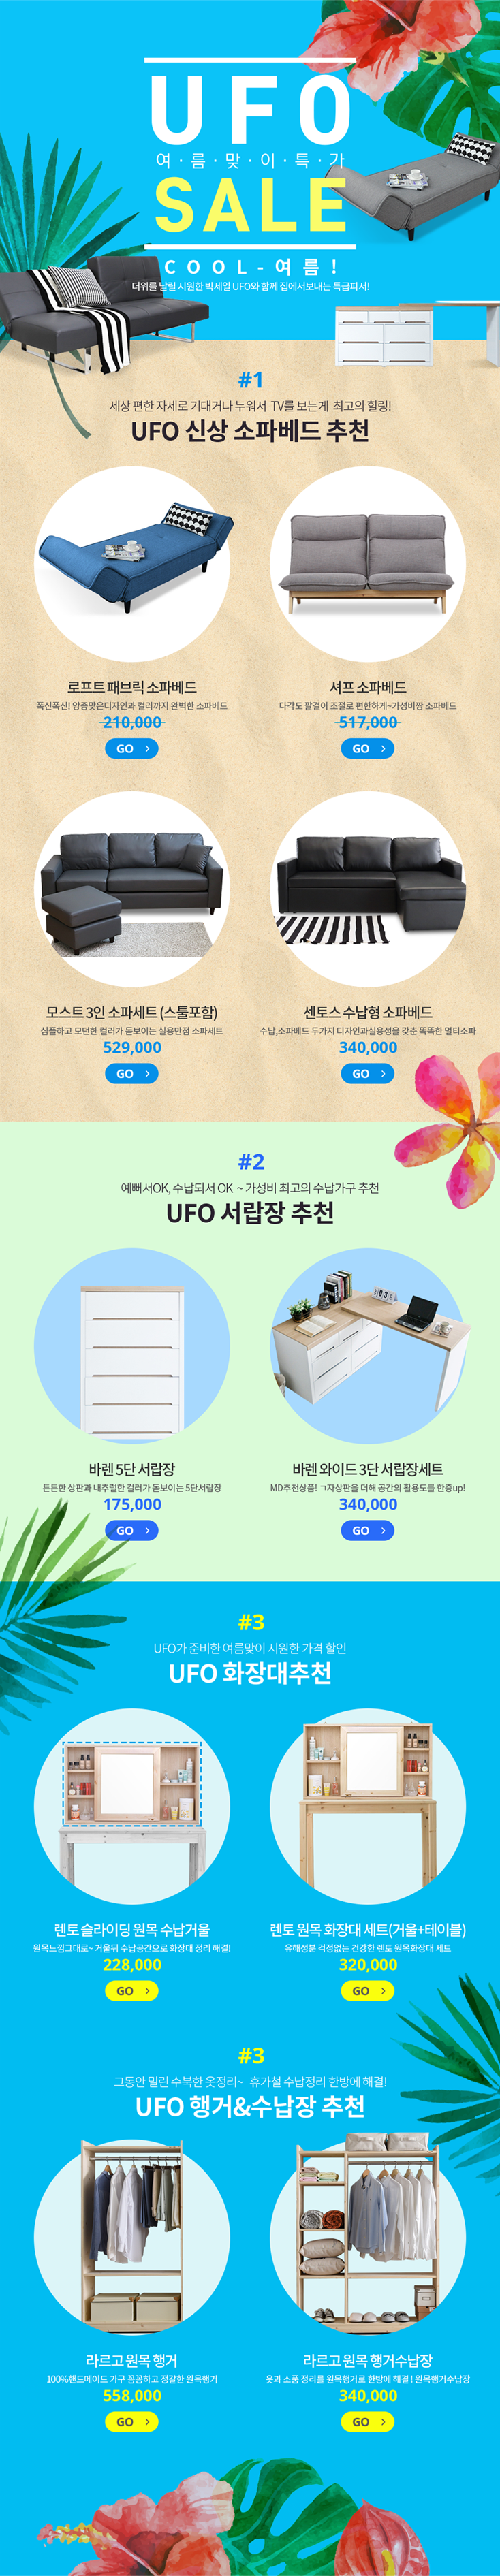 UFO
여·름·맞·이·특·가
SALE
COOL-여름!
더위를 날릴 시원한 빅세일 UFO와 함께 집에서보내는 특급피서!
#1
세상 편한 자세로 기대거나 누워서 TV를 보는게 최고의 힐링!
UFO 신상 소파베드 추천
로프트 패브릭 소파베드
폭신폭신! 앙증맞은디자인과 컬러까지 완벽한 소파베드
210,000
GO >
셔프 소파베드
다각도 팔걸이 조절로 편한하게~가성비짱 소파베드
517,000
GO >
모스트 3인 소파세트 (스툴포함)
심플하고 모던한 컬러가 돋보이는 실용만점 소파세트
529,000
GO >
센토스 수납형 소파베드
수납,소파베드 두가지 디자인과실용성을 갖춘 똑똑한 멀티소파
340,000
GO >
#2
예뻐서OK, 수납되서 OK ~ 가성비 최고의 수납가구 추천
UFO 서랍장 추천
바렌 5단 서랍장
튼튼한 상판과 내추럴한 컬러가 돋보이는 5단서랍장
175,000
GO >
바렌 와이드 3단 서랍장세트
MD추천상품! ㄱ자상판을 더해 공간의 활용도를 한층up!
340,000
GO >
#3
UFO가 준비한 여름맞이 시원한 가격 할인
UFO 화장대추천
렌토 슬라이딩 원목 수납거울
원목느낌그대로~ 거울뒤 수납공간으로 화장대 정리 해결!
228,000
GO >
렌토 원목 화장대 세트(거울+테이블)
유해성분 걱정없는 건강한 렌토 원목화장대 세트
320,000
GO >
#3
그동안 밀린 수북한 옷정리~ 휴가철 수납정리 한방에 해결!
UFO 행거&수납장 추천
라르고 원목 행거
100%핸드메이드 가구 꼼꼼하고 정갈한 원목행거
558,000
GO >
라르고 원목 행거수납장
옷과 소품 정리를 원목행거로 한방에 해결 ! 원목행거수납장
340,000
GO >